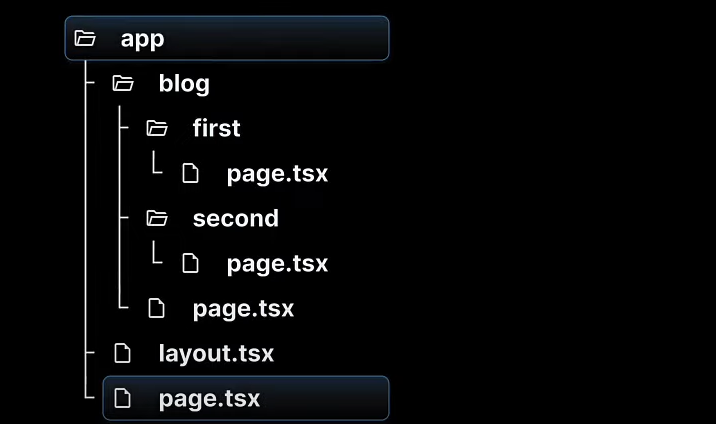 app
blog
first
page.tsx
second
page.tsx
page.tsx
layout.tsx
page.tsx